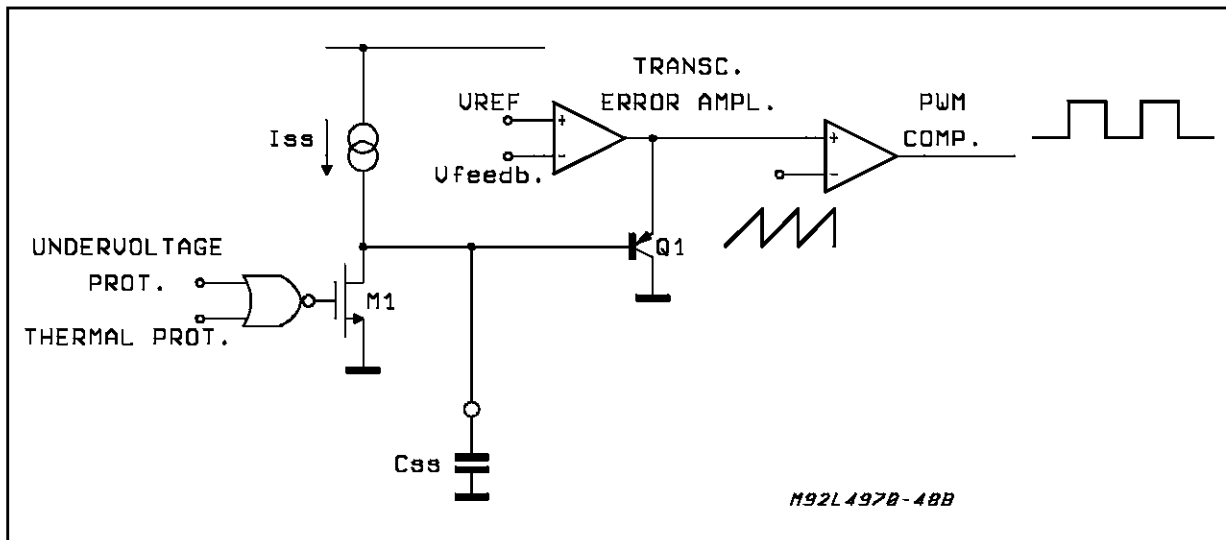 TRANSC.
ERROR AMPL.
VREF
+
-
Vfeedb.
PWM
COMP.
+
-
Iss
UNDERVOLTAGE
PROT.
THERMAL PROT.
M1
Q1
Css
M92L4970-40B